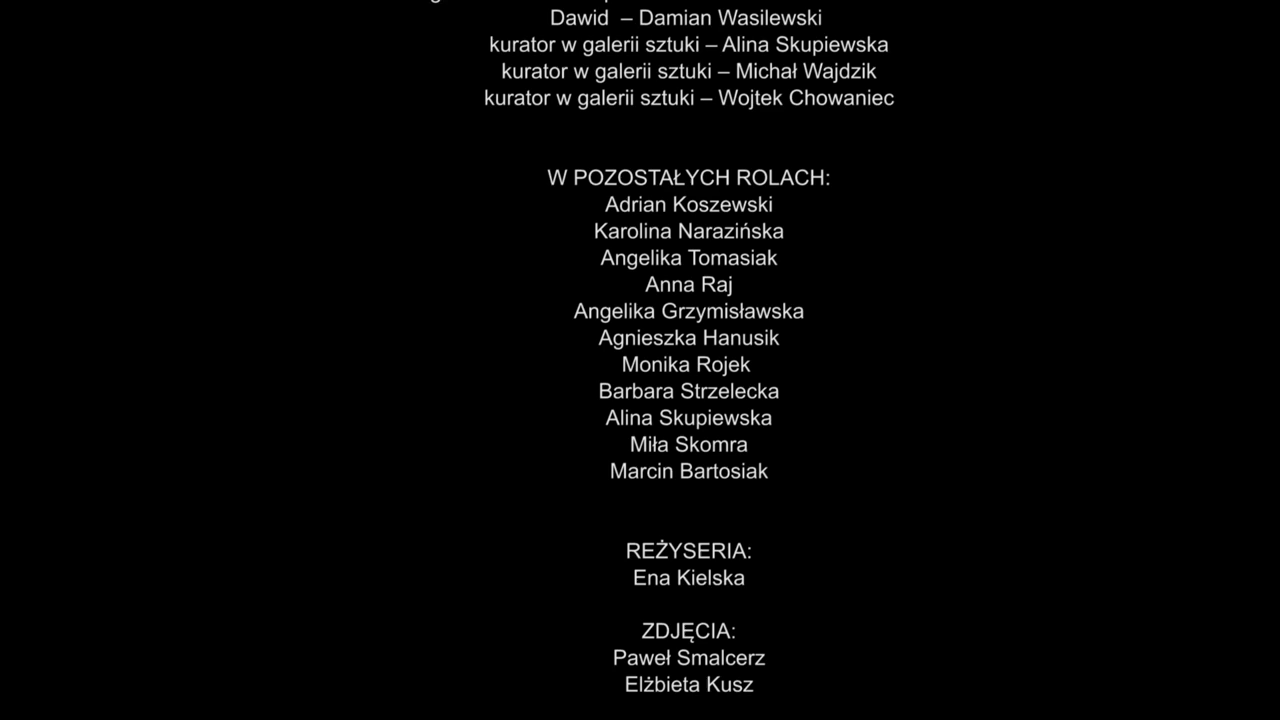 Dawid – Damian Wasilewski
kurator w galerii sztuki – Alina Skupiewska
kurator w galerii sztuki – Michał Wajdzik
kurator w galerii sztuki – Wojtek Chowaniec
W POZOSTAŁYCH ROLACH:
Adrian Koszewski
Karolina Narazińska
Angelika Tomasiak
Anna Raj
Angelika Grzymisławska
Agnieszka Hanusik
Monika Rojek
Barbara Strzelecka
Alina Skupiewska
Miła Skomra
Marcin Bartosiak
REŻYSERIA:
Ena Kielska
ZDJĘCIA:
Paweł Smalcerz
Elżbieta Kusz